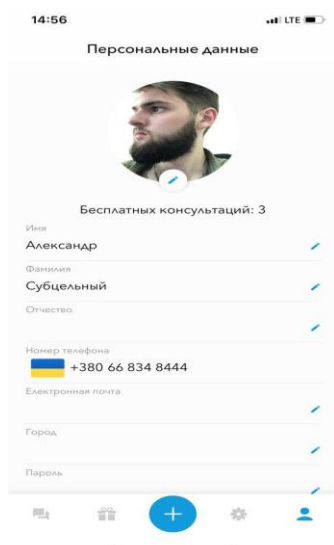 14:56
LTE
Персональные данные
Бесплатных консультаций: 3
Имя
Александр
Фамилия
Субцельный
Отчество
Номер телефона
+380 66 834 8444
Електронная почта
Город
Пароль